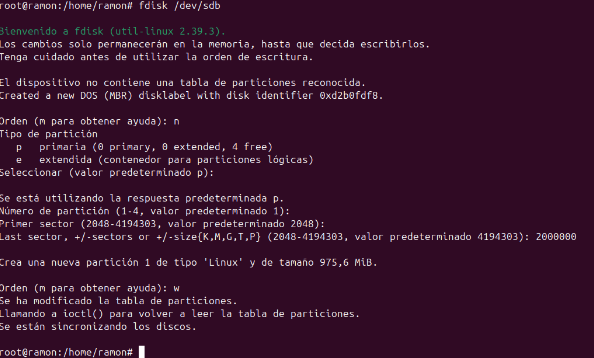 root@ramon:/home/ramon# fdisk /dev/sdb
Bienvenido a fdisk (util-linux 2.39.3).
Los cambios solo permanecerán en la memoria, hasta que decida escribirlos.
Tenga cuidado antes de utilizar la orden de escritura.
El dispositivo no contiene una tabla de particiones reconocida.
Created a new DOS (MBR) disklabel with disk identifier 0xd2b0fdf8.
Orden (m para obtener ayuda): n
Tipo de partición
p primaria (0 primary, 0 extended, 4 free)
e extendida (contenedor para particiones lógicas)
Seleccionar (valor predeterminado p):
Se está utilizando la respuesta predeterminada p.
Número de partición (1-4, valor predeterminado 1):
Primer sector (2048-4194303, valor predeterminado 2048):
Last sector, +/-sectors or +/-size{K,M,G,T,P} (2048-4194303, valor predeterminado 4194303): 2000000
Crea una nueva partición 1 de tipo 'Linux' y de tamaño 975,6 MiB.
Orden (m para obtener ayuda): w
Se ha modificado la tabla de particiones.
Llamando a ioctl() para volver a leer la tabla de particiones.
Se están sincronizando los discos.
root@ramon:/home/ramon#